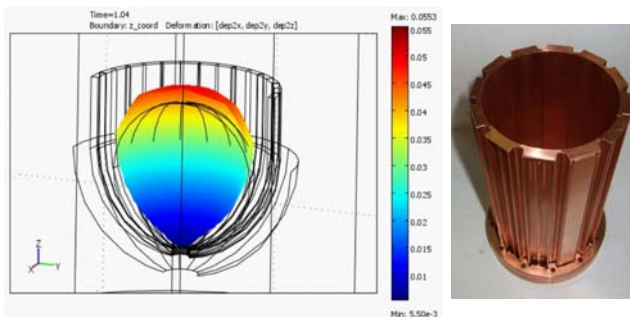 Time=1.04
Boundary: z_coord Deformation: [dep2x, dep2y, dep2z]
Max: 0.0553
0.055
0.05
0.045
0.04
0.035
0.03
0.025
0.02
0.015
0.01
Min: 5.50e-3
Z
X
Y